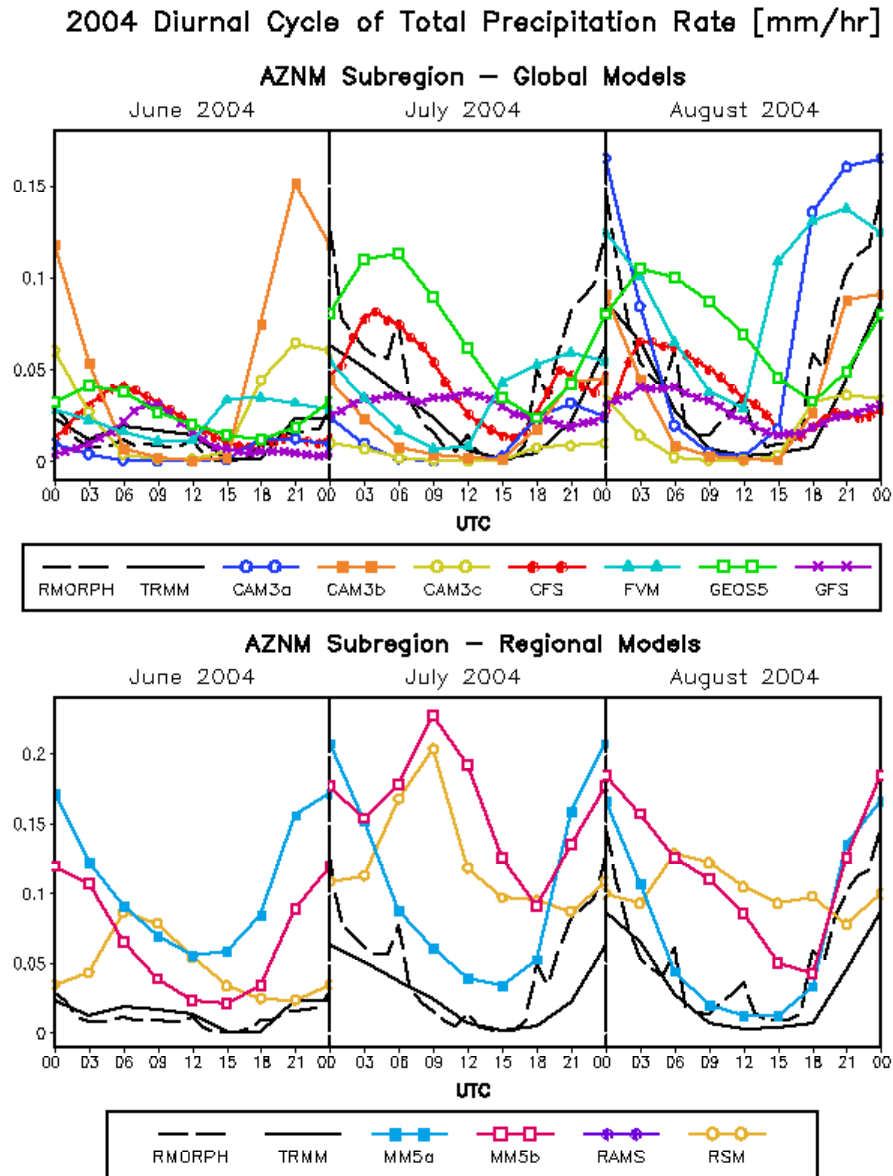 2004 Diurnal Cycle of Total Precipitation Rate [mm/hr]
AZNM Subregion – Global Models
June 2004 July 2004 August 2004
0.15
0.1
0.05
0
00 03 06 09 12 15 18 21 00 03 06 09 12 15 18 21 00 03 06 09 12 15 18 21 00
UTC
RMORPH TRMM CAM3a CAM3b CAM3c CFS FVM GEOS5 GFS
AZNM Subregion – Regional Models
June 2004 July 2004 August 2004
0.2
0.15
0.1
0.05
0
00 03 06 09 12 15 18 21 00 03 06 09 12 15 18 21 00 03 06 09 12 15 18 21 00
UTC
RMORPH TRMM MM5a MM5b RAMS RSM